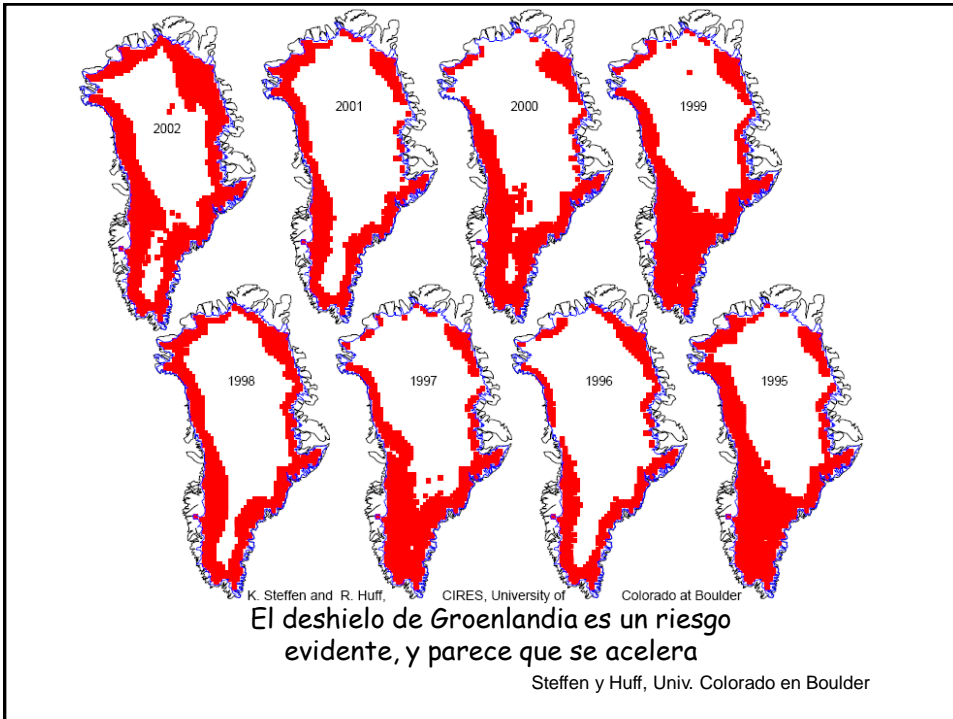 2002
2001
2000
1999
1998
1997
1996
1995
K. Steffen and R. Huff, CIRES, University of Colorado at Boulder
El deshielo de Groenlandia es un riesgo
evidente, y parece que se acelera
Steffen y Huff, Univ. Colorado en Boulder